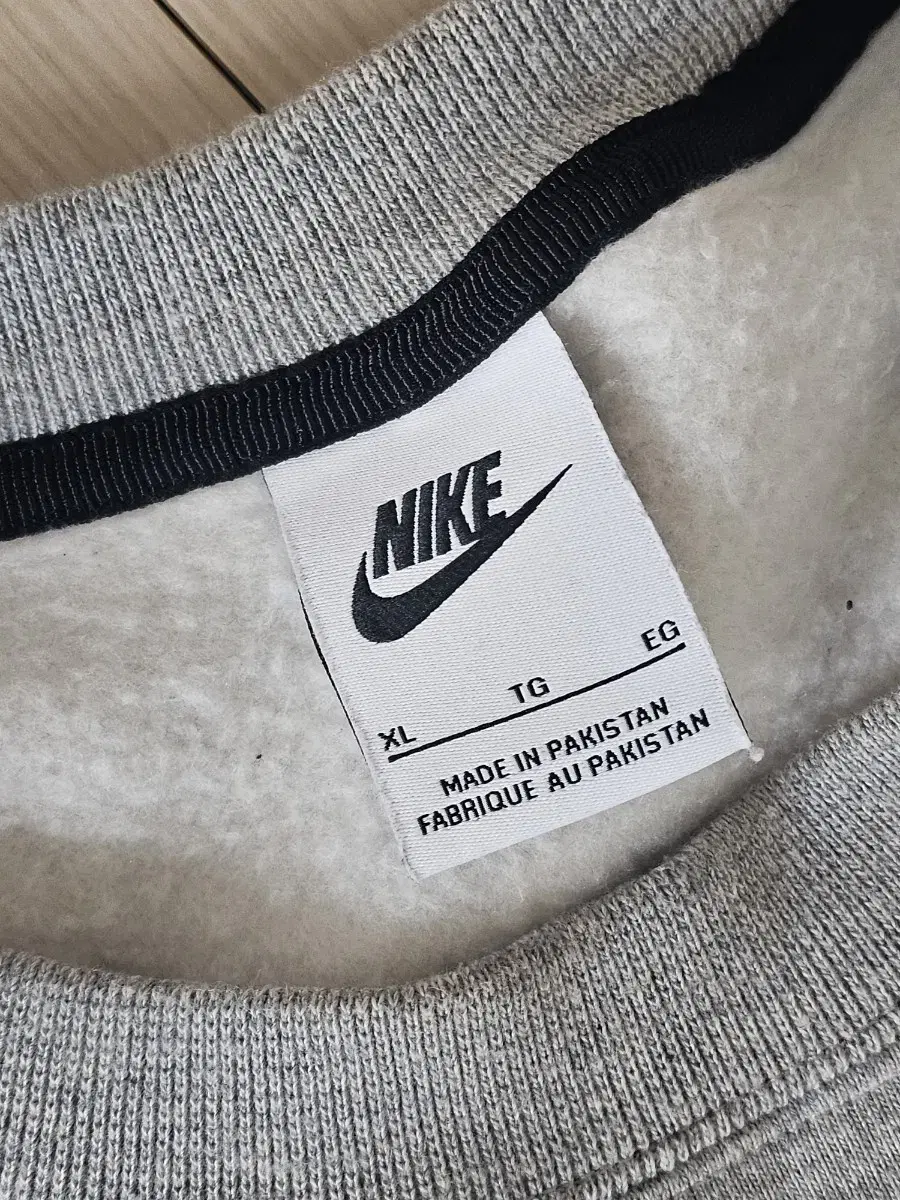 NIKE
XL TG EG
MADE IN PAKISTAN
FABRIQUE AU PAKISTAN